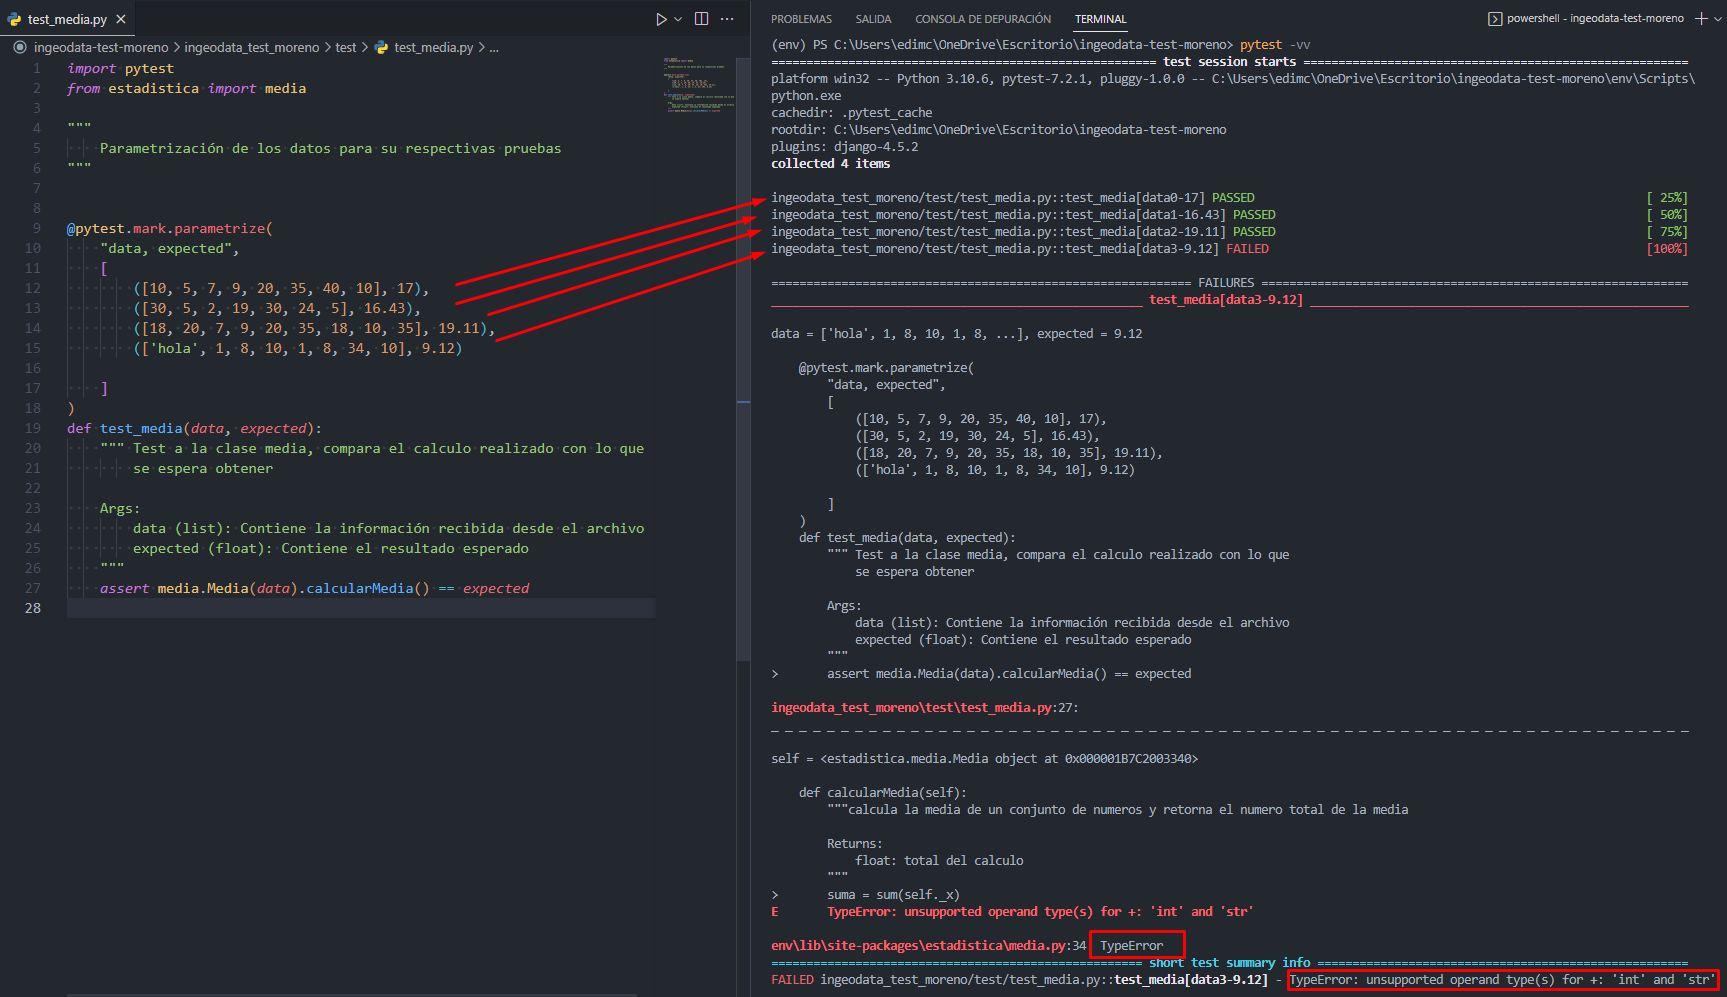 test_media.py
ingeodata-test-moreno > ingeodata_test_moreno > test > test_media.py > ...
1 import pytest
2 from estadistica import media
3
4 """
5 Parametrización de los datos para su respectivas pruebas
6 """
7
8
9 @pytest.mark.parametrize(
10 "data, expected",
11 [
12 ([10, 5, 7, 9, 20, 35, 40, 10], 17),
13 ([30, 5, 2, 19, 30, 24, 5], 16.43),
14 ([18, 20, 7, 9, 20, 35, 18, 10, 35], 19.11),
15 (['hola', 1, 8, 10, 1, 8, 34, 10], 9.12)
16
17 ]
18 )
19 def test_media(data, expected):
20 """ Test a la clase media, compara el calculo realizado con lo que
21 se espera obtener
22
23 Args:
24 data (list): Contiene la información recibida desde el archivo
25 expected (float): Contiene el resultado esperado
26 """
27 assert media.Media(data).calcularMedia() == expected
28
PROBLEMAS SALIDA CONSOLA DE DEPURACIÓN TERMINAL powershell - ingeodata-test-moreno
(env) PS C:\Users\edimc\OneDrive\Escritorio\ingeodata-test-moreno> pytest -vv
======================================================= test session starts =======================================================
platform win32 -- Python 3.10.6, pytest-7.2.1, pluggy-1.0.0 -- C:\Users\edimc\OneDrive\Escritorio\ingeodata-test-moreno\env\Scripts\
python.exe
cachedir: .pytest_cache
rootdir: C:\Users\edimc\OneDrive\Escritorio\ingeodata-test-moreno
plugins: django-4.5.2
collected 4 items
ingeodata_test_moreno/test/test_media.py::test_media[data0-17] PASSED [ 25%]
ingeodata_test_moreno/test/test_media.py::test_media[data1-16.43] PASSED [ 50%]
ingeodata_test_moreno/test/test_media.py::test_media[data2-19.11] PASSED [ 75%]
ingeodata_test_moreno/test/test_media.py::test_media[data3-9.12] FAILED [100%]
============================================================ FAILURES =============================================================
_____________________________________________________ test_media[data3-9.12] ______________________________________________________
data = ['hola', 1, 8, 10, 1, 8, ...], expected = 9.12
@pytest.mark.parametrize(
"data, expected",
[
([10, 5, 7, 9, 20, 35, 40, 10], 17),
([30, 5, 2, 19, 30, 24, 5], 16.43),
([18, 20, 7, 9, 20, 35, 18, 10, 35], 19.11),
(['hola', 1, 8, 10, 1, 8, 34, 10], 9.12)
]
)
def test_media(data, expected):
""" Test a la clase media, compara el calculo realizado con lo que
se espera obtener
Args:
data (list): Contiene la información recibida desde el archivo
expected (float): Contiene el resultado esperado
"""
> assert media.Media(data).calcularMedia() == expected
ingeodata_test_moreno\test\test_media.py:27:
_ _ _ _ _ _ _ _ _ _ _ _ _ _ _ _ _ _ _ _ _ _ _ _ _ _ _ _ _ _ _ _ _ _ _ _ _ _ _ _ _ _ _ _ _ _ _ _ _ _ _ _ _ _ _ _ _ _ _ _ _ _ _ _ _ _
self = <estadistica.media.Media object at 0x000001B7C2003340>
def calcularMedia(self):
"""calcula la media de un conjunto de numeros y retorna el numero total de la media
Returns:
float: total del calculo
"""
> suma = sum(self._x)
E TypeError: unsupported operand type(s) for +: 'int' and 'str'
env\lib\site-packages\estadistica\media.py:34 TypeError
===================================================== short test summary info =====================================================
FAILED ingeodata_test_moreno/test/test_media.py::test_media[data3-9.12] - TypeError: unsupported operand type(s) for +: 'int' and 'str'